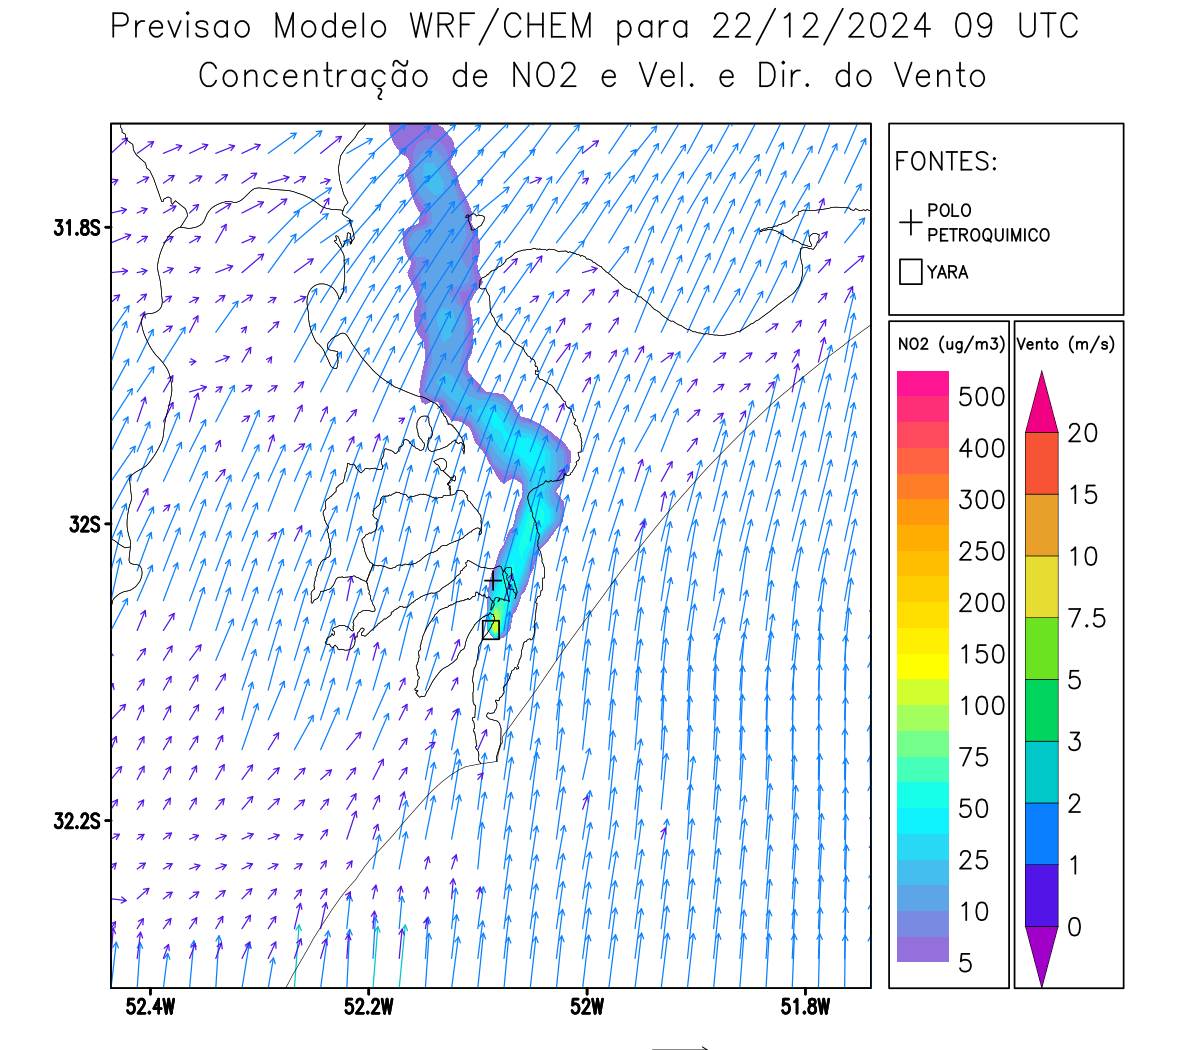 Previsao Modelo WRF/CHEM para 22/12/2024 09 UTC
Concentração de NO2 e Vel. e Dir. do Vento
FONTES:
POLO
PETROQUIMICO
YARA
NO2 (ug/m3)
500
400
300
250
200
150
100
75
50
25
10
5
Vento (m/s)
20
15
10
7.5
5
3
2
1
0
31.8S
32S
32.2S
52.4W
52.2W
52W
51.8W